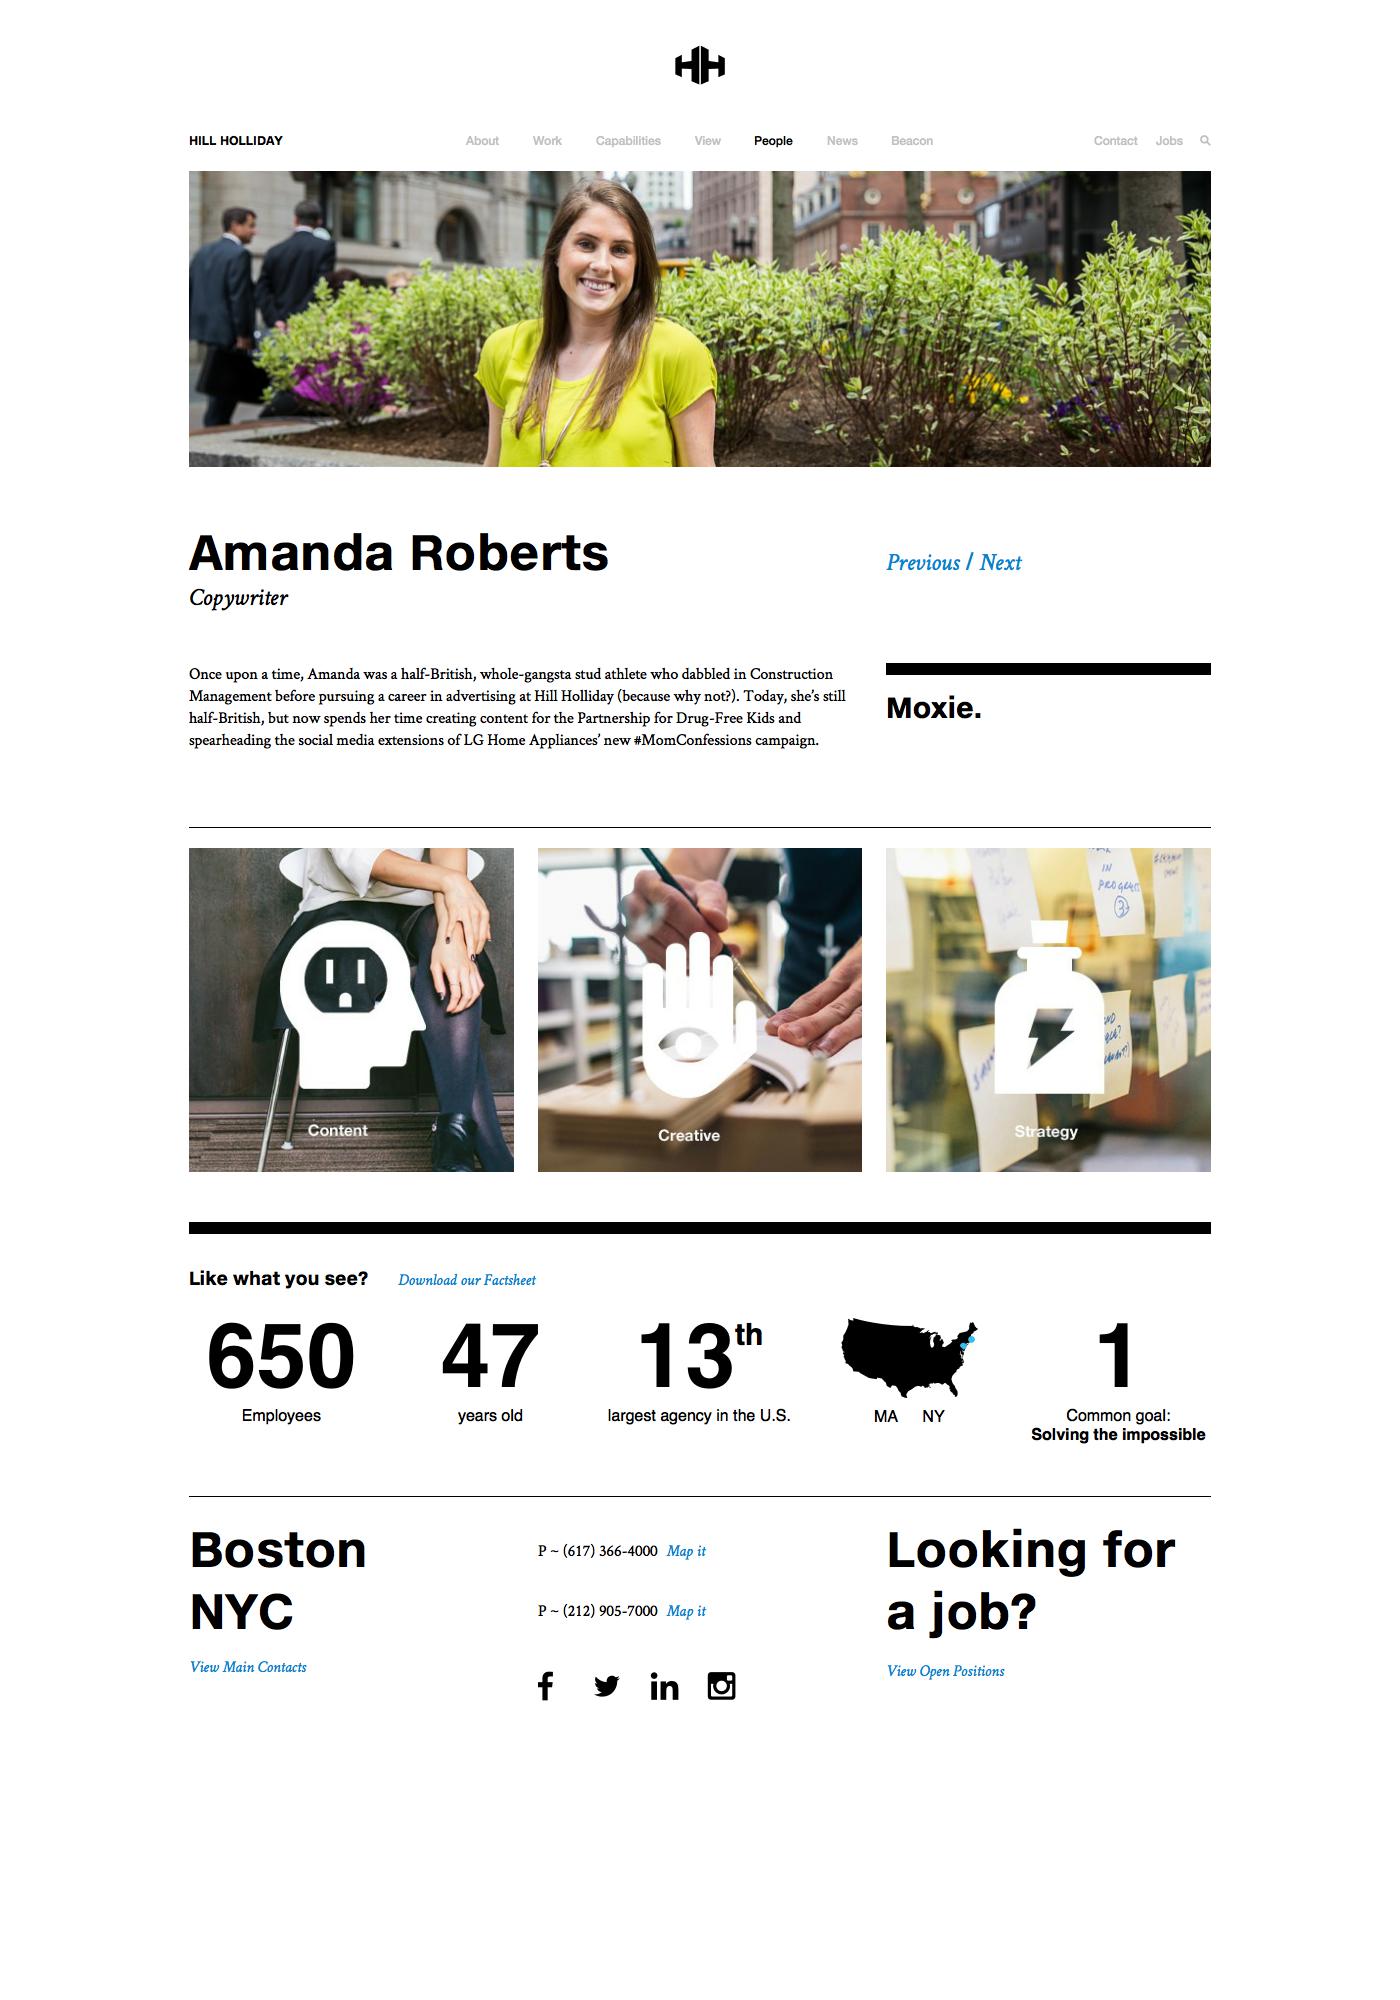 HILL HOLLIDAY
About Work Capabilities View People News Beacon
Contact Jobs
Amanda Roberts
Copywriter
Previous / Next
Once upon a time, Amanda was a half-British, whole-gangsta stud athlete who dabbled in Construction
Management before pursuing a career in advertising at Hill Holliday (because why not?). Today, she's still
half-British, but now spends her time creating content for the Partnership for Drug-Free Kids and
spearheading the social media extensions of LG Home Appliances' new #MomConfessions campaign.
Moxie.
IN
PROGRESS
3
Content
Creative
Strategy
Like what you see? Download our Factsheet
650
Employees
47
years old
13th
largest agency in the U.S.
MA NY
1
Common goal:
Solving the impossible
Boston
NYC
View Main Contacts
P ~ (617) 366-4000 Map it
P ~ (212) 905-7000 Map it
Looking for
a job?
View Open Positions